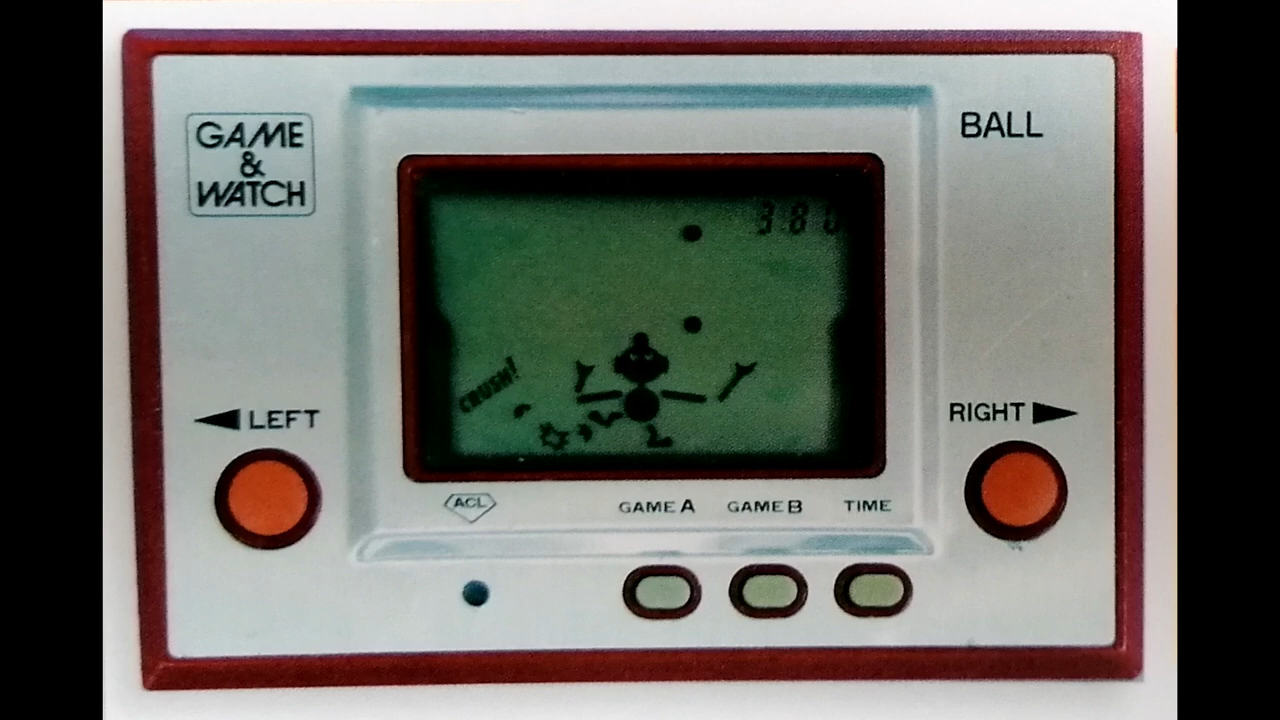 GAME
&
WATCH
BALL
380
CRUSH!
LEFT
RIGHT
ACL
GAME A
GAME B
TIME